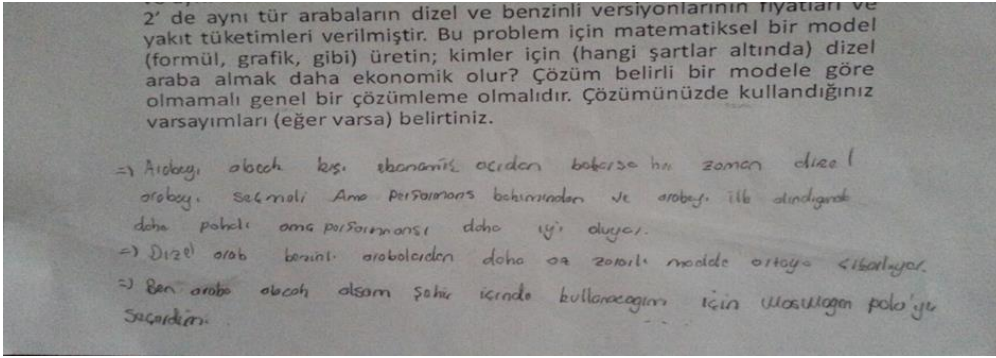 2' de aynı tür arabaların dizel ve benzinli versiyonlarının fiyatları ve
yakıt tüketimleri verilmiştir. Bu problem için matematiksel bir model
(formül, grafik, gibi) üretin; kimler için (hangi şartlar altında) dizel
araba almak daha ekonomik olur? Çözüm belirli bir modele göre
olmamalı genel bir çözümleme olmalıdır. Çözümünüzde kullandığınız
varsayımları (eğer varsa) belirtiniz.
=) Arabayı alacak kişi ekonomik açıdan bakarsa her zaman dizel
arabayı seçmeli Ama performans bakımından ve arabayı ilk alındığında
daha pahalı ama performansı daha iyi oluyor.
=) Dizel arab benzinli arabalardan daha az zararlı madde ortaya çıkarlıyor.
=) Ben araba alacak olsam şehir içinde kullanacağım için Woswagen polo'yu
seçerdim.